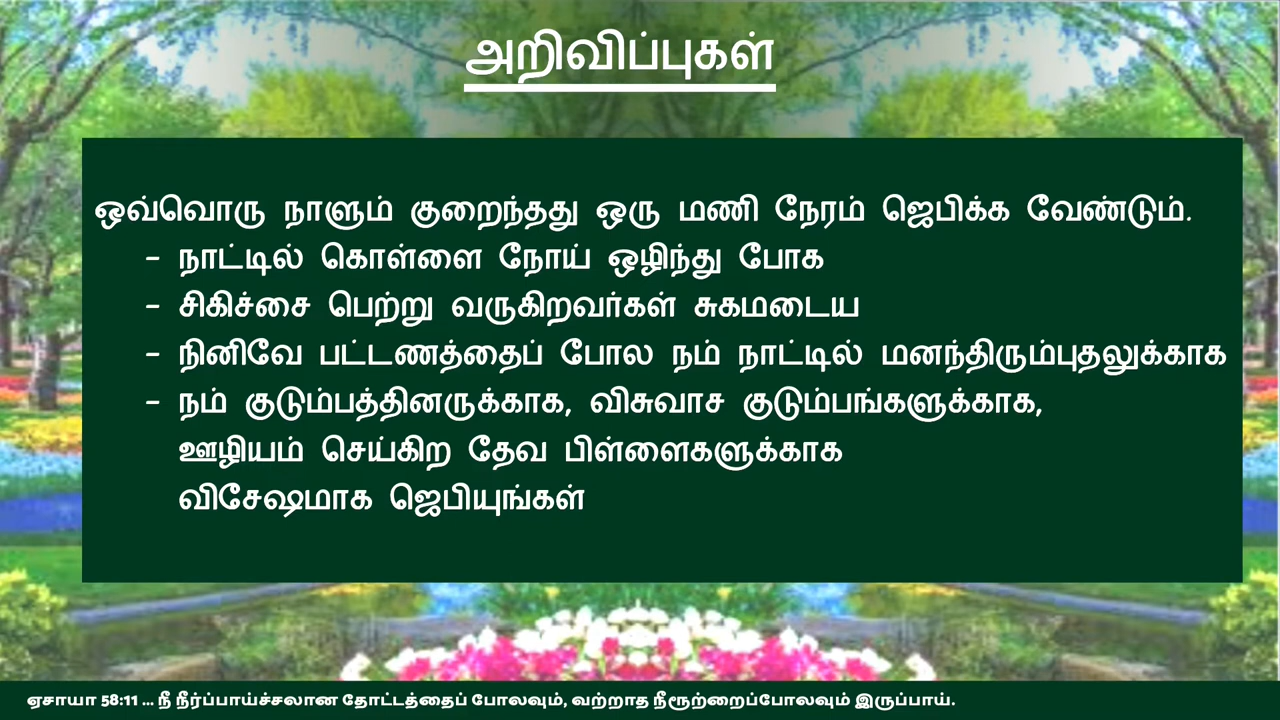 அறிவிப்புகள்
ஒவ்வொரு நாளும் குறைந்தது ஒரு மணி நேரம் ஜெபிக்க வேண்டும்.
- நாட்டில் கொள்ளை நோய் ஒழிந்து போக
- சிகிச்சை பெற்று வருகிறவர்கள் சுகமடைய
- நினிவே பட்டணத்தைப் போல நம் நாட்டில் மனந்திரும்புதலுக்காக
- நம் குடும்பத்தினருக்காக, விசுவாச குடும்பங்களுக்காக,
ஊழியம் செய்கிற தேவ பிள்ளைகளுக்காக
விசேஷமாக ஜெபியுங்கள்
ஏசாயா 58:11 ... நீ நீர்ப்பாய்ச்சலான தோட்டத்தைப் போலவும், வற்றாத நீரூற்றைப்போலவும் இருப்பாய்.